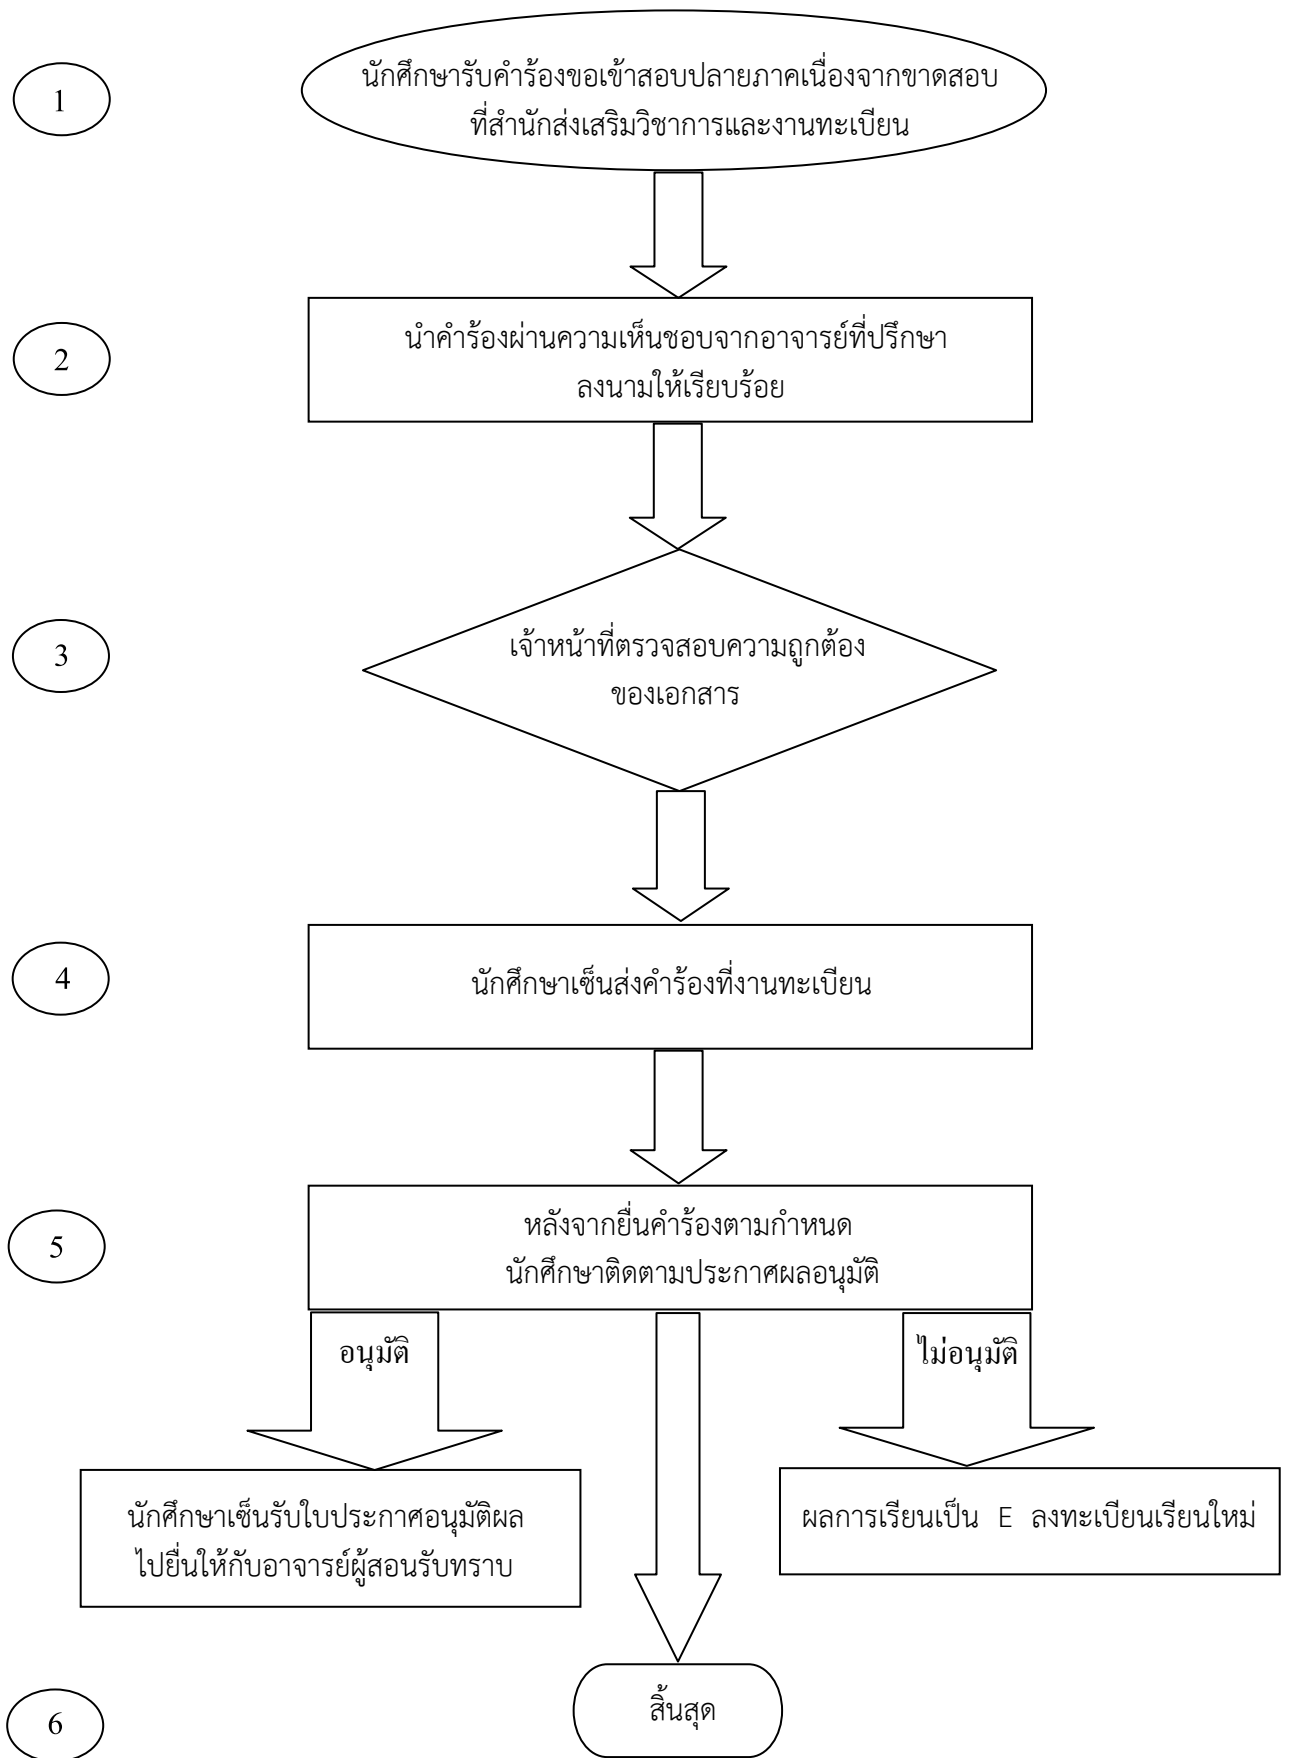 1
นักศึกษารับคำร้องขอเข้าสอบปลายภาคเนื่องจากขาดสอบ
ที่สำนักส่งเสริมวิชาการและงานทะเบียน
2
นำคำร้องผ่านความเห็นชอบจากอาจารย์ที่ปรึกษา
ลงนามให้เรียบร้อย
3
เจ้าหน้าที่ตรวจสอบความถูกต้อง
ของเอกสาร
4
นักศึกษาเซ็นส่งคำร้องที่งานทะเบียน
5
หลังจากยื่นคำร้องตามกำหนด
นักศึกษาติดตามประกาศผลอนุมัติ
อนุมัติ
ไม่อนุมัติ
นักศึกษาเซ็นรับใบประกาศอนุมัติผล
ไปยื่นให้กับอาจารย์ผู้สอนรับทราบ
ผลการเรียนเป็น E ลงทะเบียนเรียนใหม่
6
สิ้นสุด